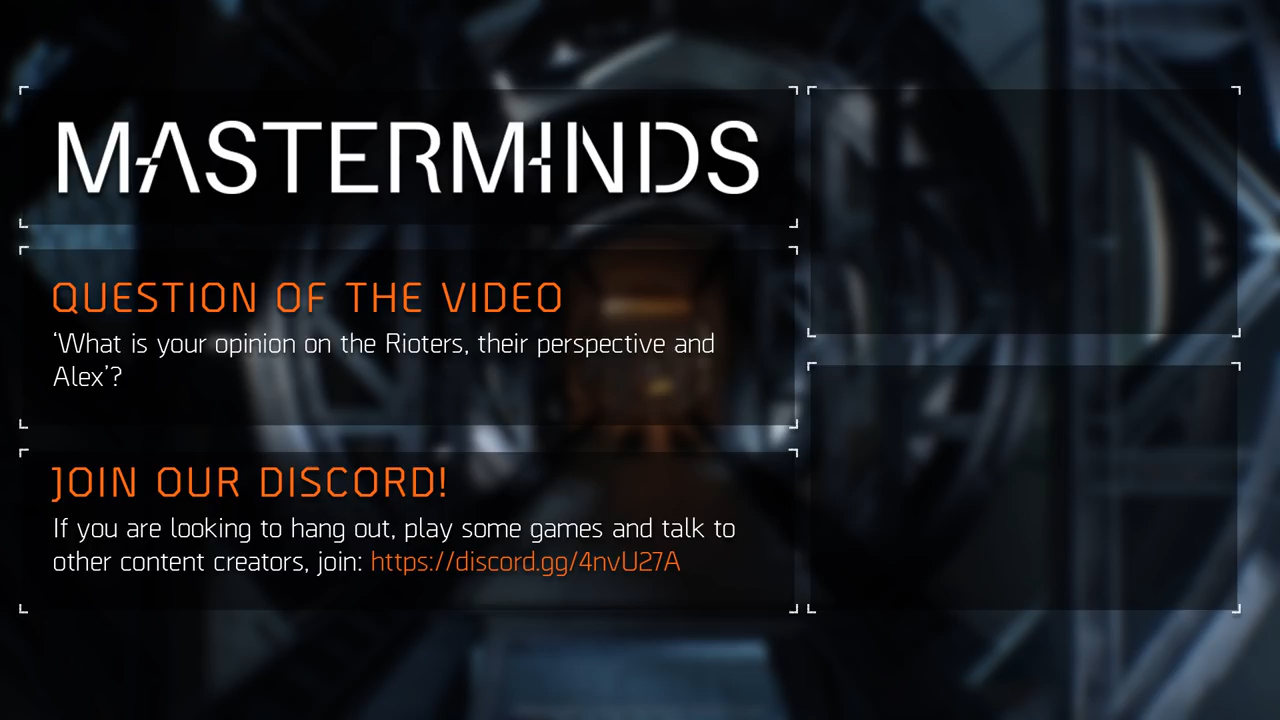 MASTERMINDS
QUESTION OF THE VIDEO
‘What is your opinion on the Rioters, their perspective and
Alex’?
JOIN OUR DISCORD!
If you are looking to hang out, play some games and talk to
other content creators, join: https://discord.gg/4nvU27A